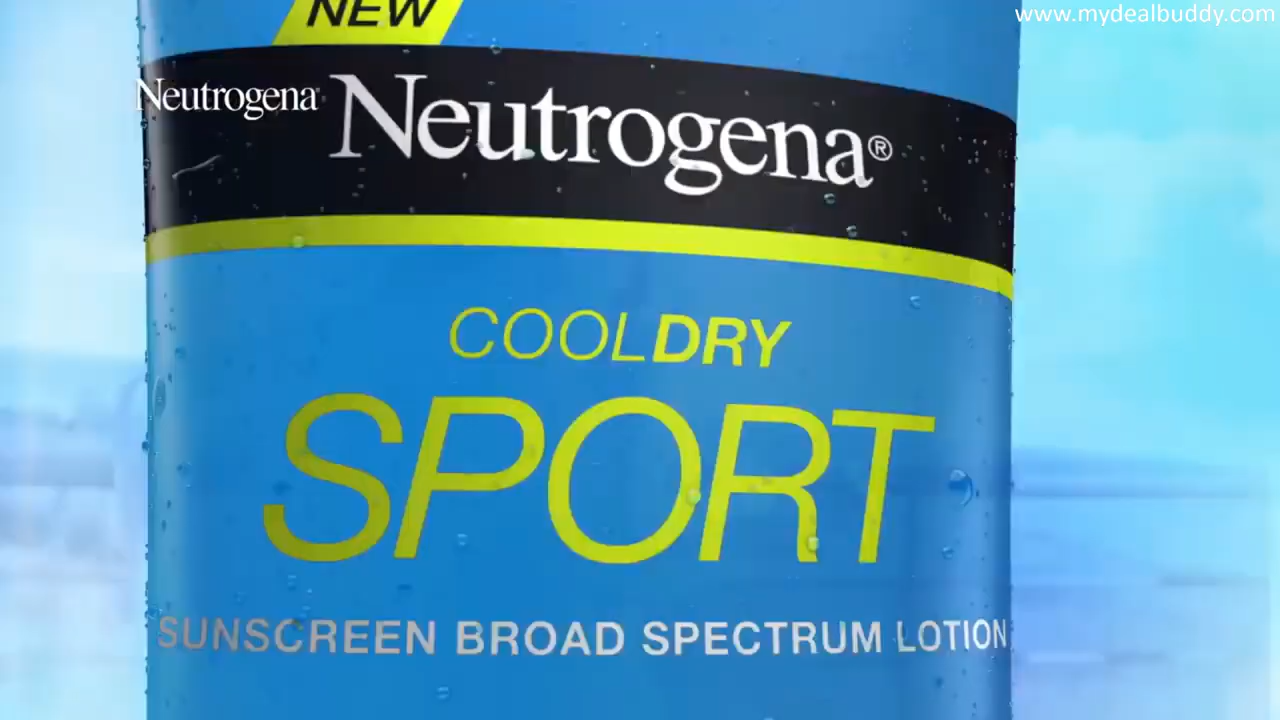 www.mydealbuddy.com
NEW
Neutrogena®
Neutrogena®
COOLDRY
SPORT
SUNSCREEN BROAD SPECTRUM LOTION